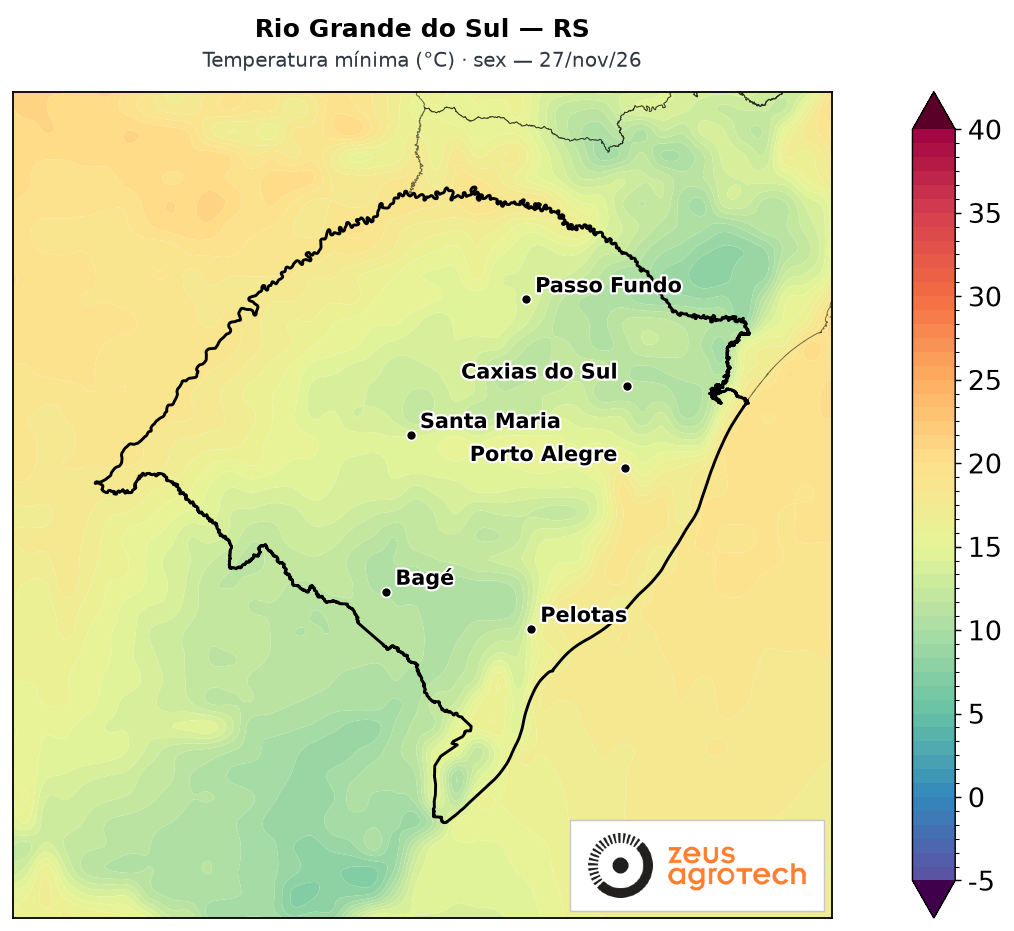 Rio Grande do Sul — RS
Temperatura mínima (°C) · sex — 27/nov/26
Passo Fundo
Caxias do Sul
Santa Maria
Porto Alegre
Bagé
Pelotas
40
35
30
25
20
15
10
5
0
-5
zeus
agrotech